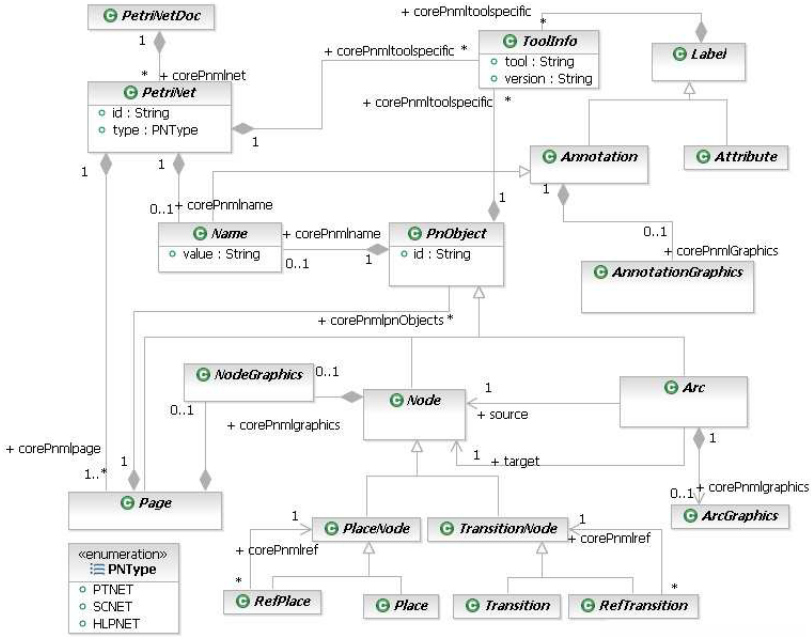 PetriNetDoc
1
* + corePnmlnet
PetriNet
id : String
type : PNType
1
1
1
+ corePnmltoolspecific *
+ corePnmltoolspecific
*
ToolInfo
tool : String
version : String
+ corePnmltoolspecific *
Label
Annotation
Attribute
1
1
0..1
+ corePnmlname
Name
value : String
+ corePnmlname
0..1
1
PnObject
id : String
0..1
+ corePnmlGraphics
AnnotationGraphics
+ corePnmlpnObjects *
NodeGraphics
0..1
0..1
+ corePnmlgraphics
Node
1
+ source
1
+ target
Arc
1
+ corePnmlgraphics
0..1
ArcGraphics
+ corePnmlpage
1..*
1
Page
PlaceNode
1
+ corePnmlref
*
TransitionNode
1
+ corePnmlref
*
RefPlace
Place
Transition
RefTransition
«enumeration»
PNType
PTNET
SCNET
HLPNET